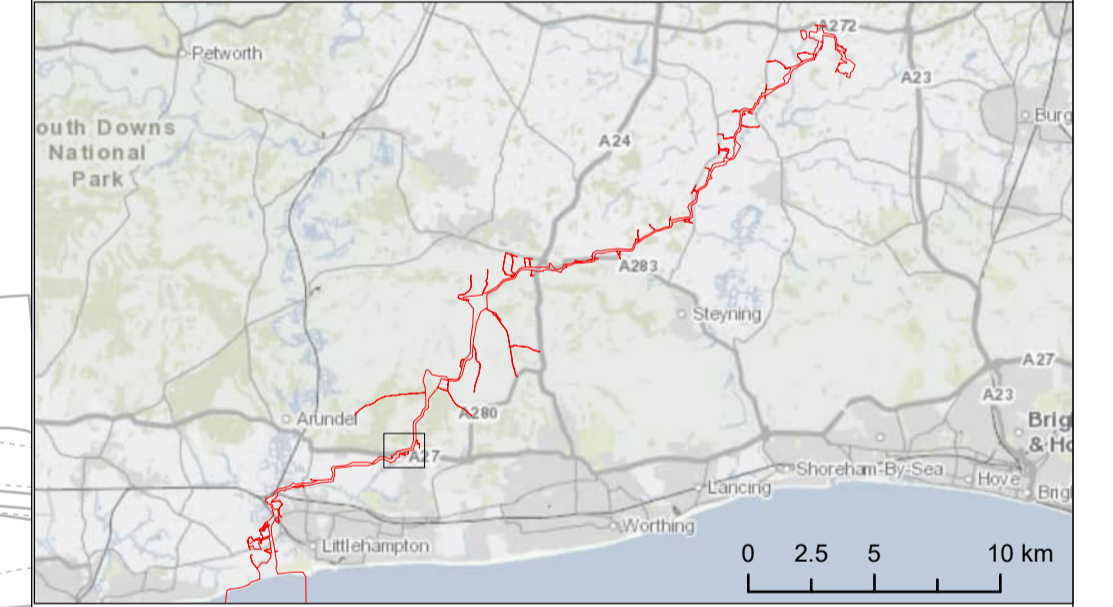 A272
Petworth
A23
Burg
outh Downs
National
Park
A24
A283
Steyning
A27
A23
Arundel
A280
Brig
& Ho
A27
Shoreham-By-Sea
Hove
Lancing
Brig
Worthing
Littlehampton
0 2.5 5 10 km